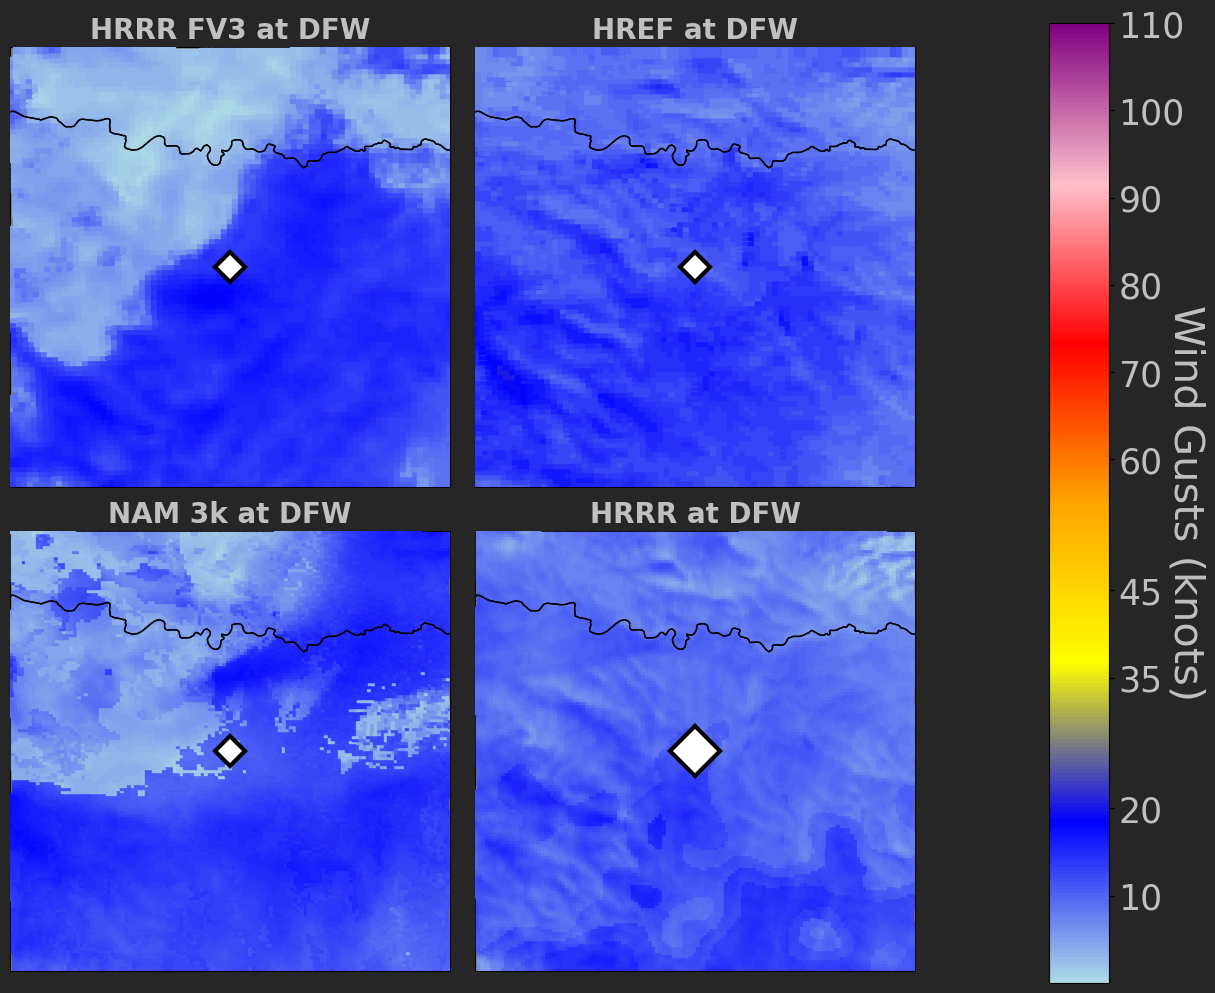 HRRR FV3 at DFW
HREF at DFW
NAM 3k at DFW
HRRR at DFW
110
100
90
80
70
60
45
35
20
10
Wind Gusts (knots)